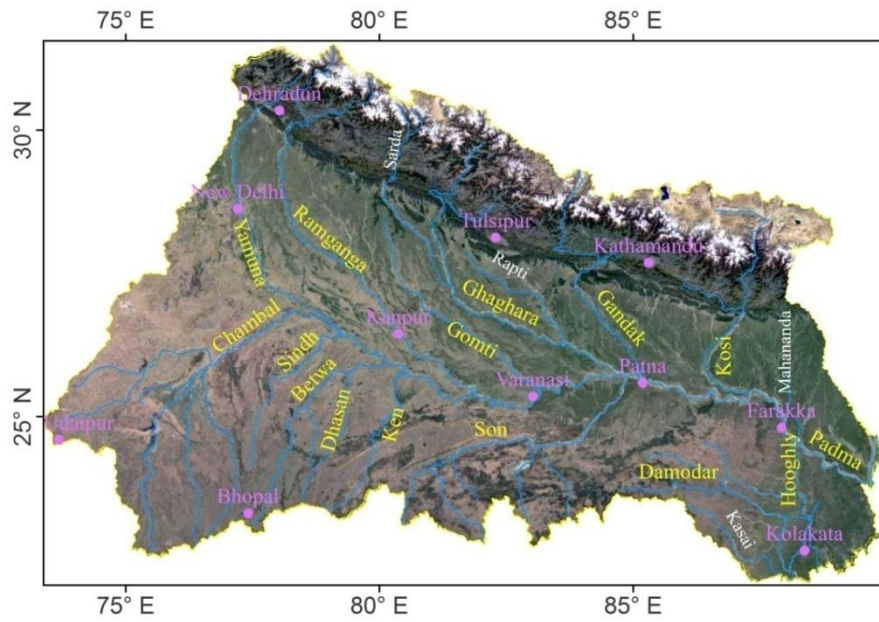 75° E 80° E 85° E
30° N
25° N
Dehradun
Sarda
New Delhi
Tulsipur
Ramganga
Kathamandu
Yamuna
Rapti
Ghaghara
Gandak
Mahananda
Chambal
Kanpur
Sindh
Gomti
Kosi
Betwa
Patna
Varanasi
Dhasan
Farakka
Udaipur
Ken
Son
Padma
Hooghly
Damodar
Bhopal
Kasai
Kolakata
75° E 80° E 85° E